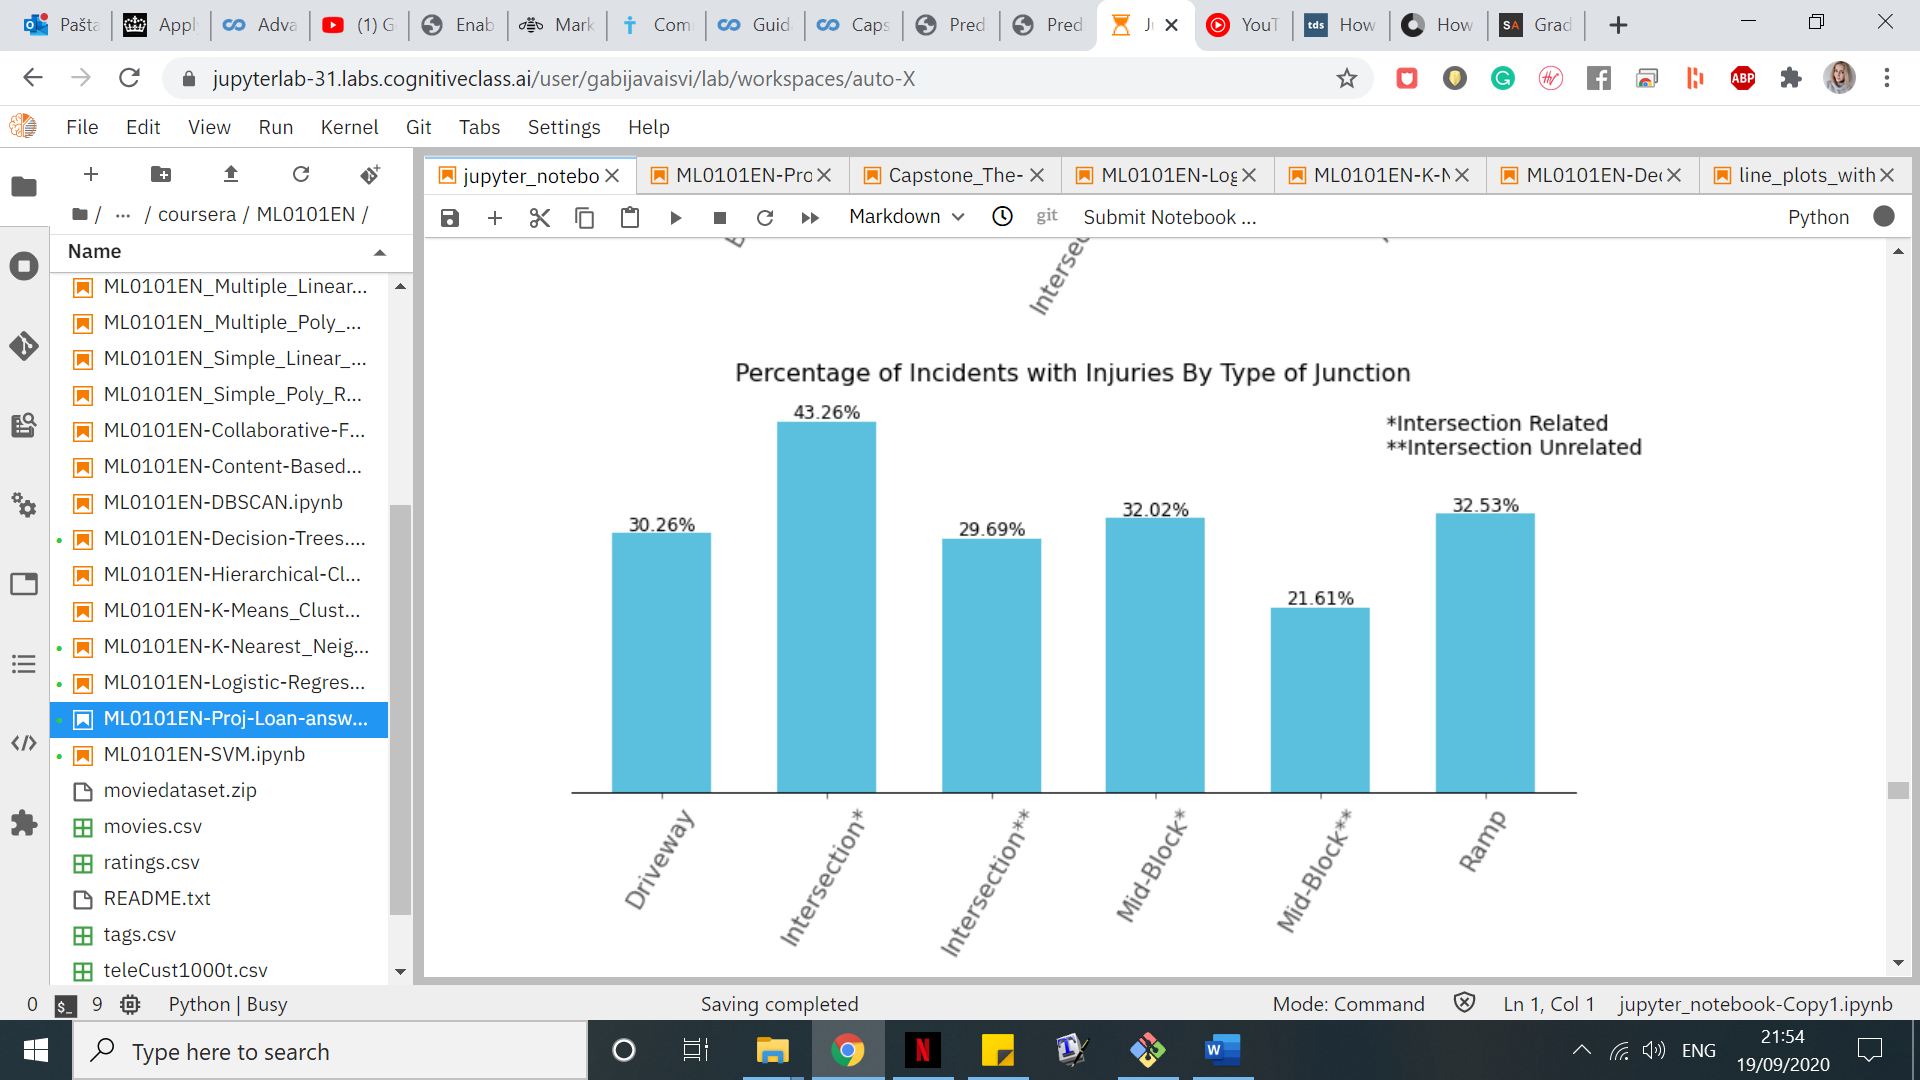 Pašta
Apply
Adva
(1) G
Enab
Mark
Com
Guid
Caps
Pred
Pred
YouT
tds How
How
SA Grad
jupyterlab-31.labs.cognitiveclass.ai/user/gabijavaisvi/lab/workspaces/auto-X
ABP
File Edit View Run Kernel Git Tabs Settings Help
jupyter_notebo
ML0101EN-Pro
Capstone_The-
ML0101EN-Log
ML0101EN-K-N
ML0101EN-Dec
line_plots_with
/ ... / coursera / ML0101EN /
Markdown
git
Submit Notebook ...
Python
Name
ML0101EN_Multiple_Linear...
ML0101EN_Multiple_Poly_...
ML0101EN_Simple_Linear_...
ML0101EN_Simple_Poly_R...
ML0101EN-Collaborative-F...
ML0101EN-Content-Based...
ML0101EN-DBSCAN.ipynb
ML0101EN-Decision-Trees....
ML0101EN-Hierarchical-Cl...
ML0101EN-K-Means_Clust...
ML0101EN-K-Nearest_Neig...
ML0101EN-Logistic-Regres...
ML0101EN-Proj-Loan-answ...
ML0101EN-SVM.ipynb
moviedataset.zip
movies.csv
ratings.csv
README.txt
tags.csv
teleCust1000t.csv
Intersec
Percentage of Incidents with Injuries By Type of Junction
*Intersection Related
**Intersection Unrelated
30.26%
43.26%
29.69%
32.02%
21.61%
32.53%
Driveway
Intersection*
Intersection**
Mid-Block*
Mid-Block**
Ramp
0 $_ 9 Python | Busy
Saving completed
Mode: Command
Ln 1, Col 1
jupyter_notebook-Copy1.ipynb
Type here to search
N
W
ENG
21:54
19/09/2020